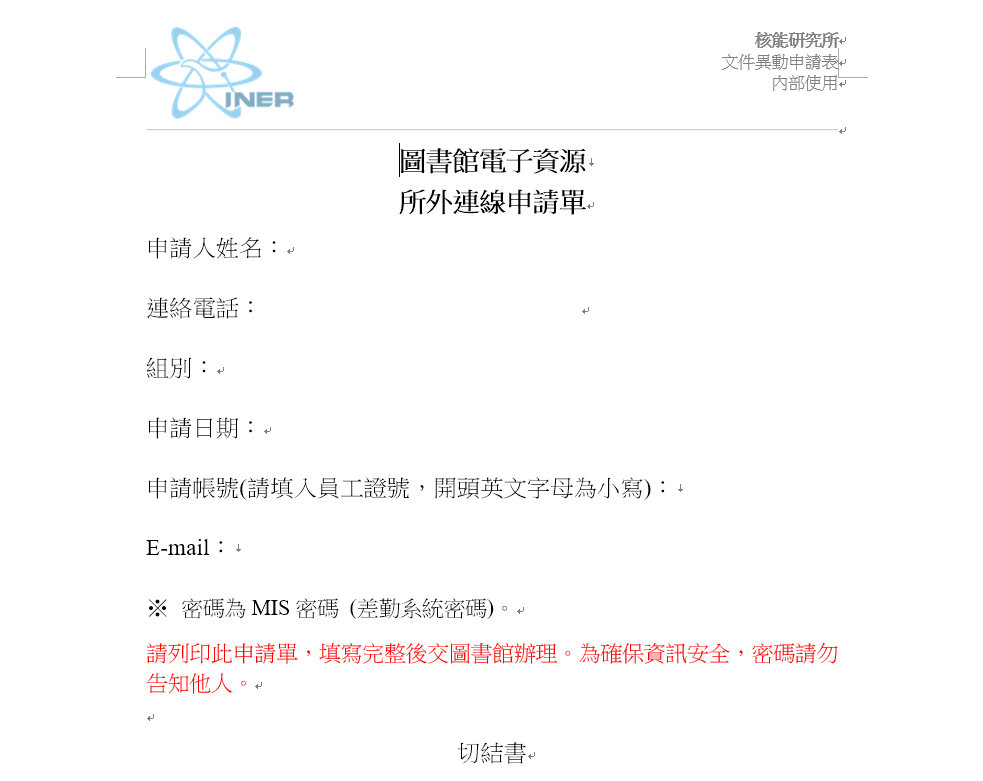 INER
核能研究所
文件異動申請表
內部使用
圖書館電子資源
所外連線申請單
申請人姓名：
連絡電話：
組別：
申請日期：
申請帳號(請填入員工證號，開頭英文字母為小寫)：
E-mail：
※ 密碼為 MIS 密碼 (差勤系統密碼)。
請列印此申請單，填寫完整後交圖書館辦理。為確保資訊安全，密碼請勿
告知他人。
切結書